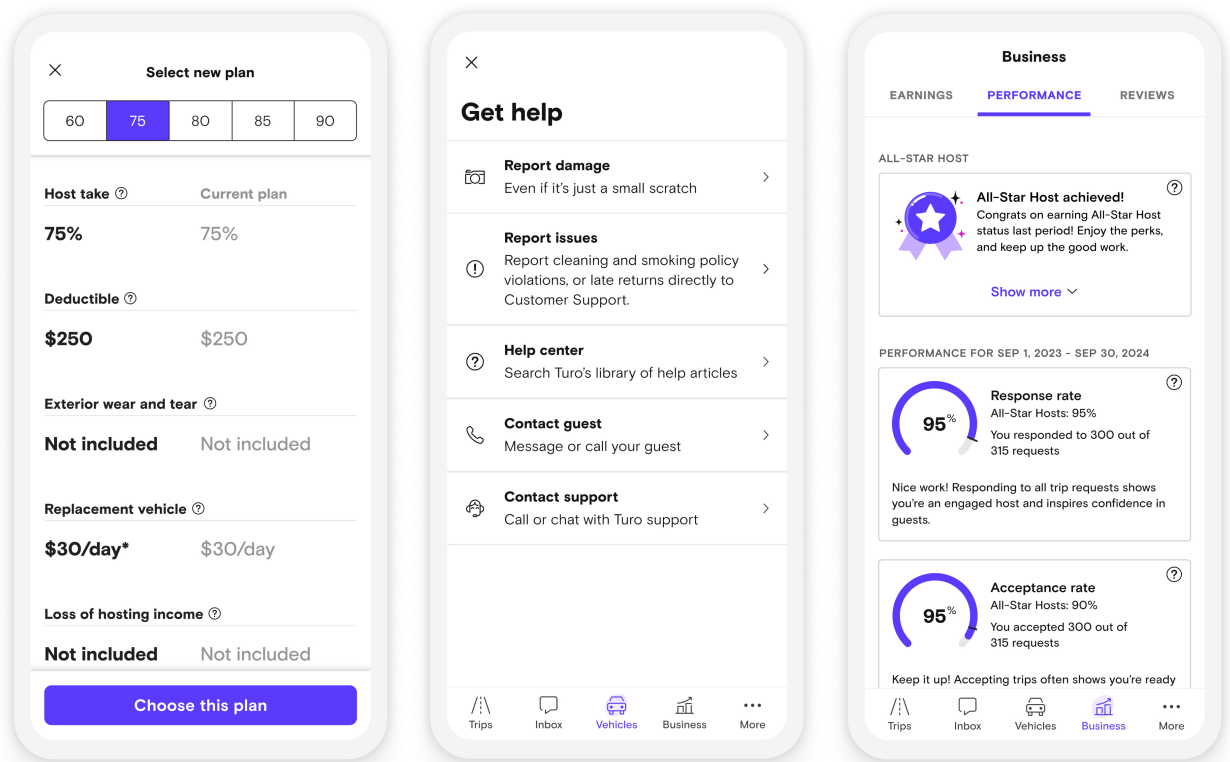 Select new plan
60 75 80 85 90
Host take Current plan
75% 75%
Deductible
$250 $250
Exterior wear and tear
Not included Not included
Replacement vehicle
$30/day* $30/day
Loss of hosting income
Not included Not included
Choose this plan
Get help
Report damage
Even if it's just a small scratch
Report issues
Report cleaning and smoking policy
violations, or late returns directly to
Customer Support.
Help center
Search Turo's library of help articles
Contact guest
Message or call your guest
Contact support
Call or chat with Turo support
Trips Inbox Vehicles Business More
Business
EARNINGS PERFORMANCE REVIEWS
ALL-STAR HOST
All-Star Host achieved!
Congrats on earning All-Star Host
status last period! Enjoy the perks,
and keep up the good work.
Show more
PERFORMANCE FOR SEP 1, 2023 - SEP 30, 2024
95%
Response rate
All-Star Hosts: 95%
You responded to 300 out of
315 requests
Nice work! Responding to all trip requests shows
you're an engaged host and inspires confidence in
guests.
95%
Acceptance rate
All-Star Hosts: 90%
You accepted 300 out of
315 requests
Keep it up! Accepting trips often shows you're ready
Trips Inbox Vehicles Business More